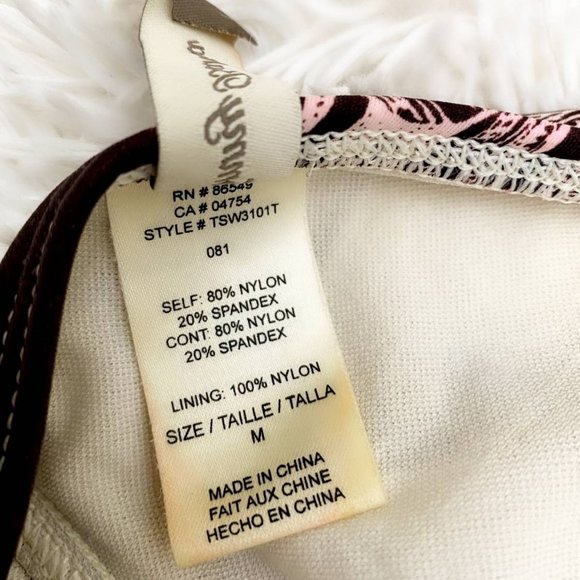 RN # 86549
CA # 04754
STYLE # TSW3101T
081
SELF: 80% NYLON
20% SPANDEX
CONT: 80% NYLON
20% SPANDEX
LINING: 100% NYLON
SIZE / TAILLE / TALLA
M
MADE IN CHINA
FAIT AUX CHINE
HECHO EN CHINA